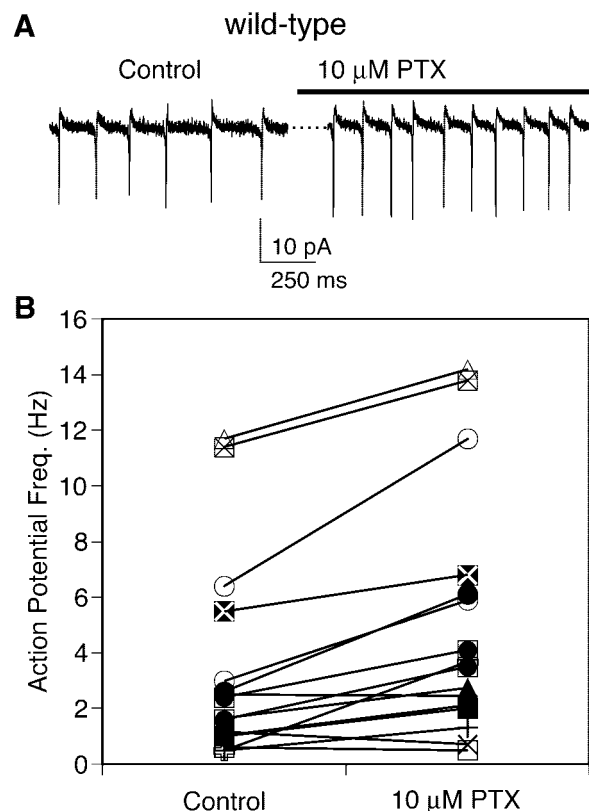 A
wild-type
Control
10 μM PTX
10 pA
250 ms
B
16
14
12
10
8
6
4
2
0
Action Potential Freq. (Hz)
Control
10 μM PTX